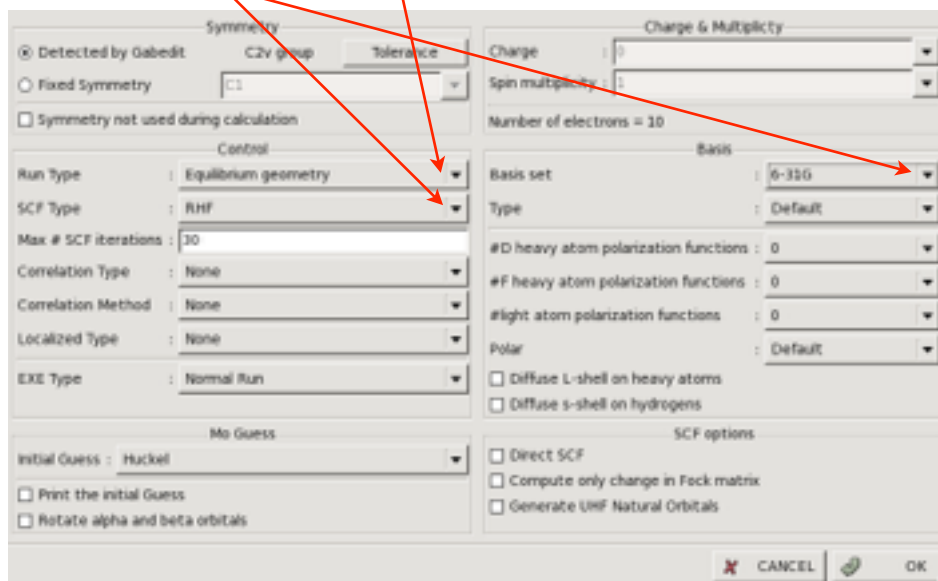 Symmetry
Detected by Gabedit C2v group Tolerance
Fixed Symmetry C1
Symmetry not used during calculation
Charge & Multiplicty
Charge : 0
Spin multiplicity : 1
Number of electrons = 10
Control
Run Type : Equilibrium geometry
SCF Type : RHF
Max # SCF iterations : 30
Correlation Type : None
Correlation Method : None
Localized Type : None
EXE Type : Normal Run
Basis
Basis set : 6-31G
Type : Default
#D heavy atom polarization functions : 0
#F heavy atom polarization functions : 0
#light atom polarization functions : 0
Polar : Default
Diffuse L-shell on heavy atoms
Diffuse s-shell on hydrogens
Mo Guess
Initial Guess : Huckel
Print the initial Guess
Rotate alpha and beta orbitals
SCF options
Direct SCF
Compute only change in Fock matrix
Generate UHF Natural Orbitals
CANCEL OK